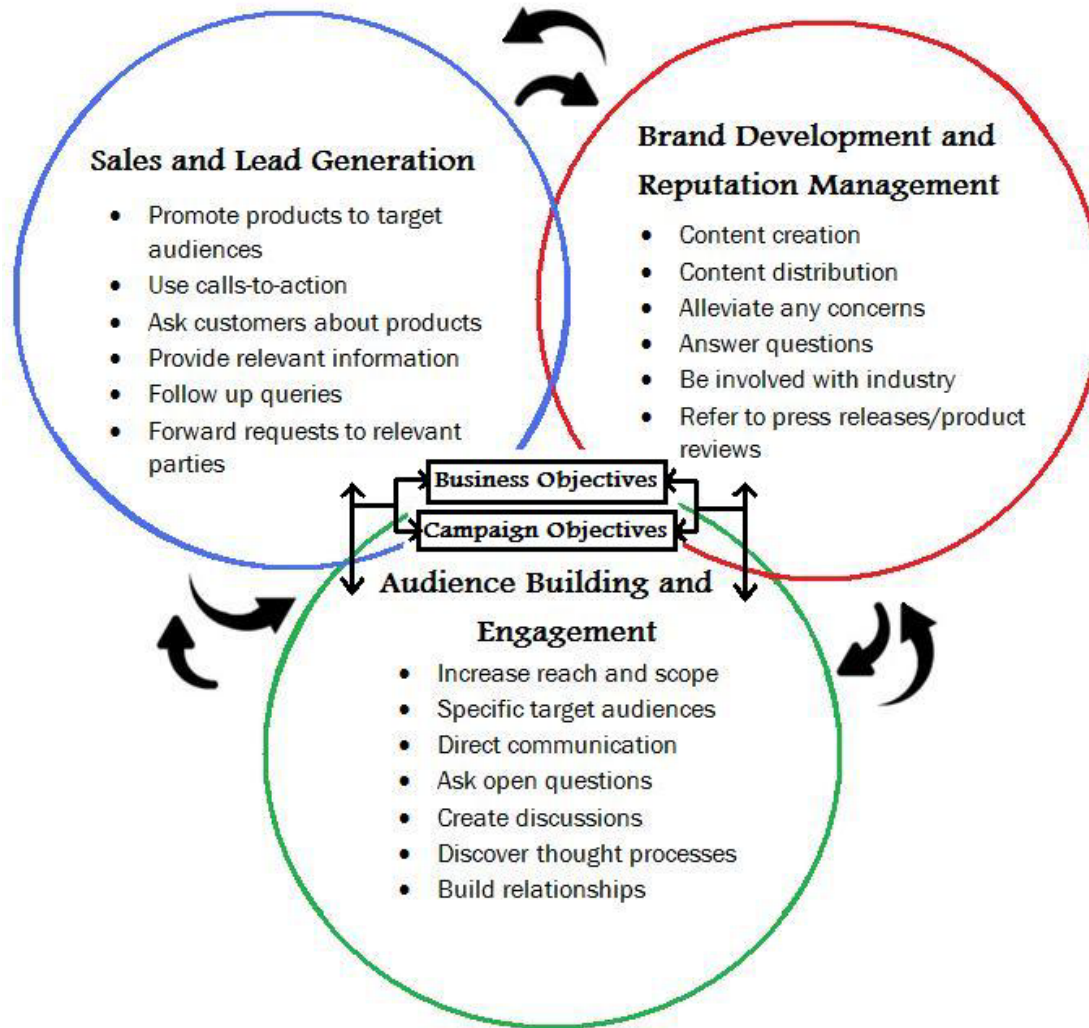 Sales and Lead Generation
• Promote products to target
audiences
• Use calls-to-action
• Ask customers about products
• Provide relevant information
• Follow up queries
• Forward requests to relevant
parties
Brand Development and
Reputation Management
• Content creation
• Content distribution
• Alleviate any concerns
• Answer questions
• Be involved with industry
• Refer to press releases/product
reviews
Business Objectives
Campaign Objectives
Audience Building and
Engagement
• Increase reach and scope
• Specific target audiences
• Direct communication
• Ask open questions
• Create discussions
• Discover thought processes
• Build relationships